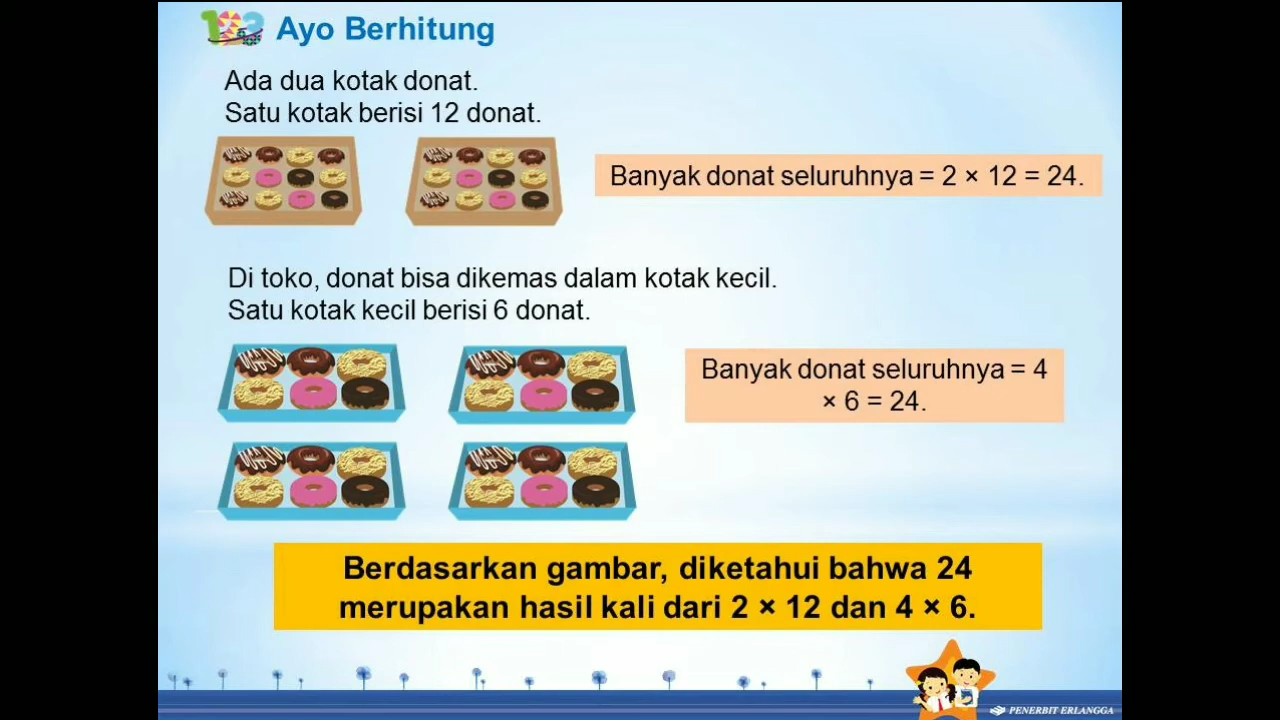 123 Ayo Berhitung
Ada dua kotak donat.
Satu kotak berisi 12 donat.
Banyak donat seluruhnya = 2 × 12 = 24.
Di toko, donat bisa dikemas dalam kotak kecil.
Satu kotak kecil berisi 6 donat.
Banyak donat seluruhnya = 4
× 6 = 24.
Berdasarkan gambar, diketahui bahwa 24
merupakan hasil kali dari 2 × 12 dan 4 × 6.
PENERBIT ERLANGGA